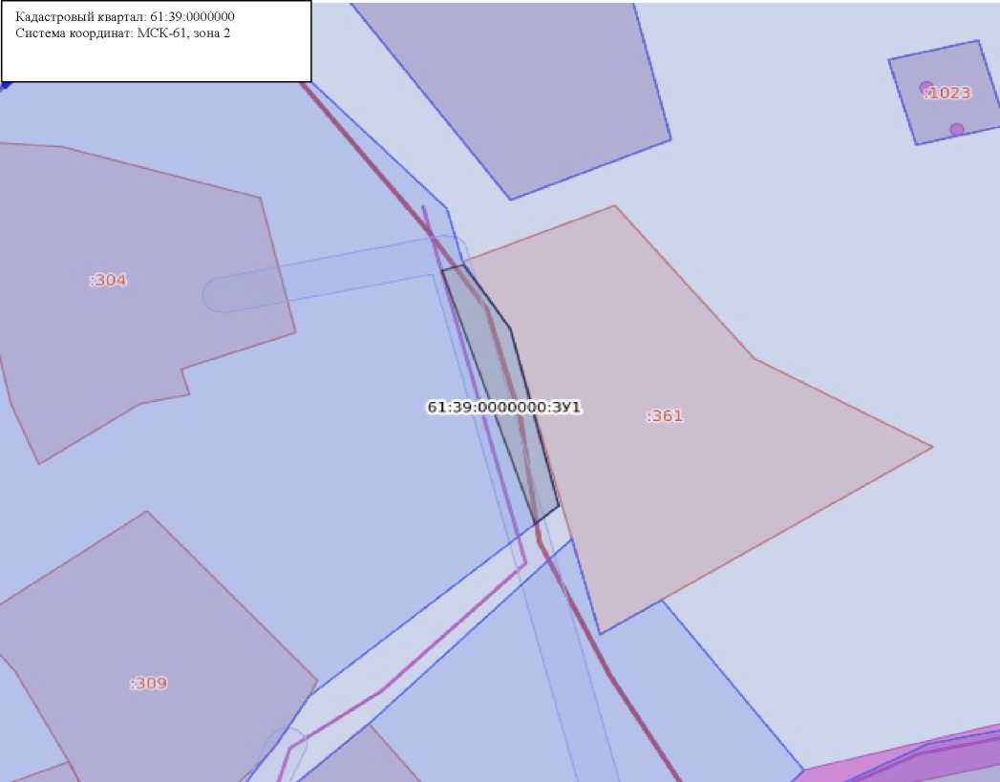 Кадастровый квартал: 61:39:0000000
Система координат: МСК-61, зона 2
:1023
:304
61:39:0000000:ЗУ1
:361
:309